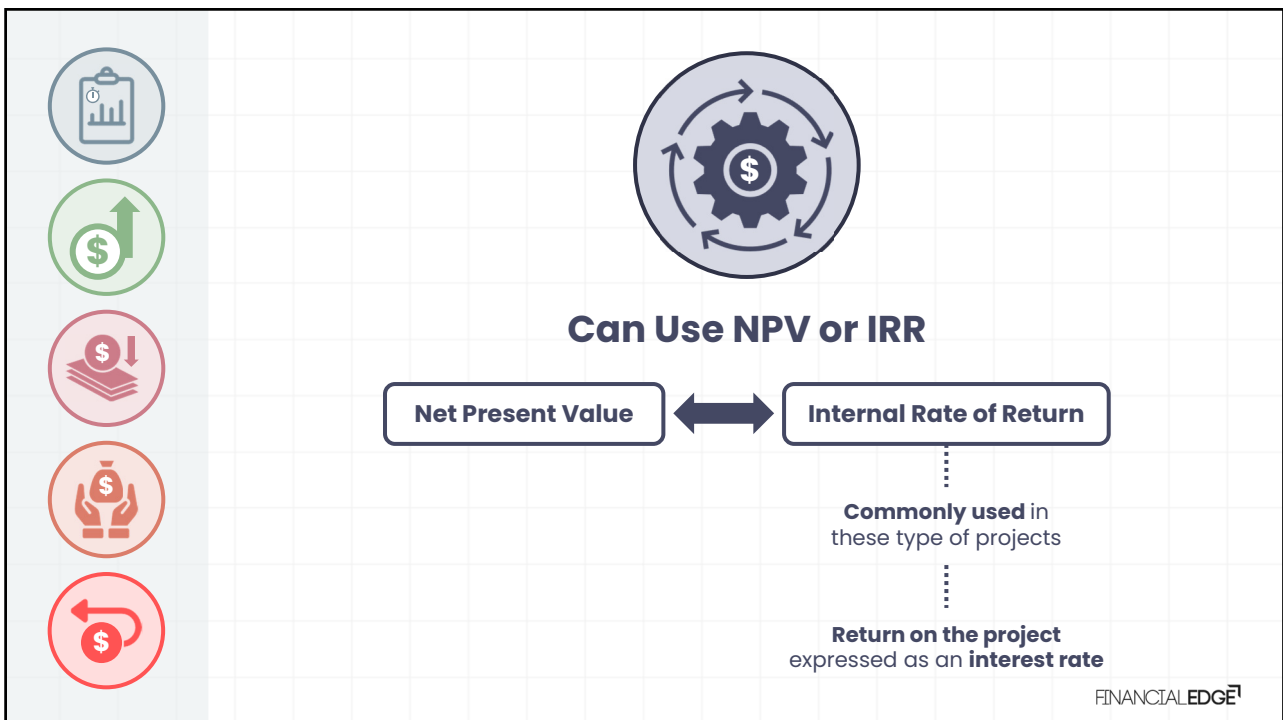 $
$
$
$
$
Can Use NPV or IRR
Net Present Value
Internal Rate of Return
Commonly used in
these type of projects
Return on the project
expressed as an interest rate
FINANCIALEDGE